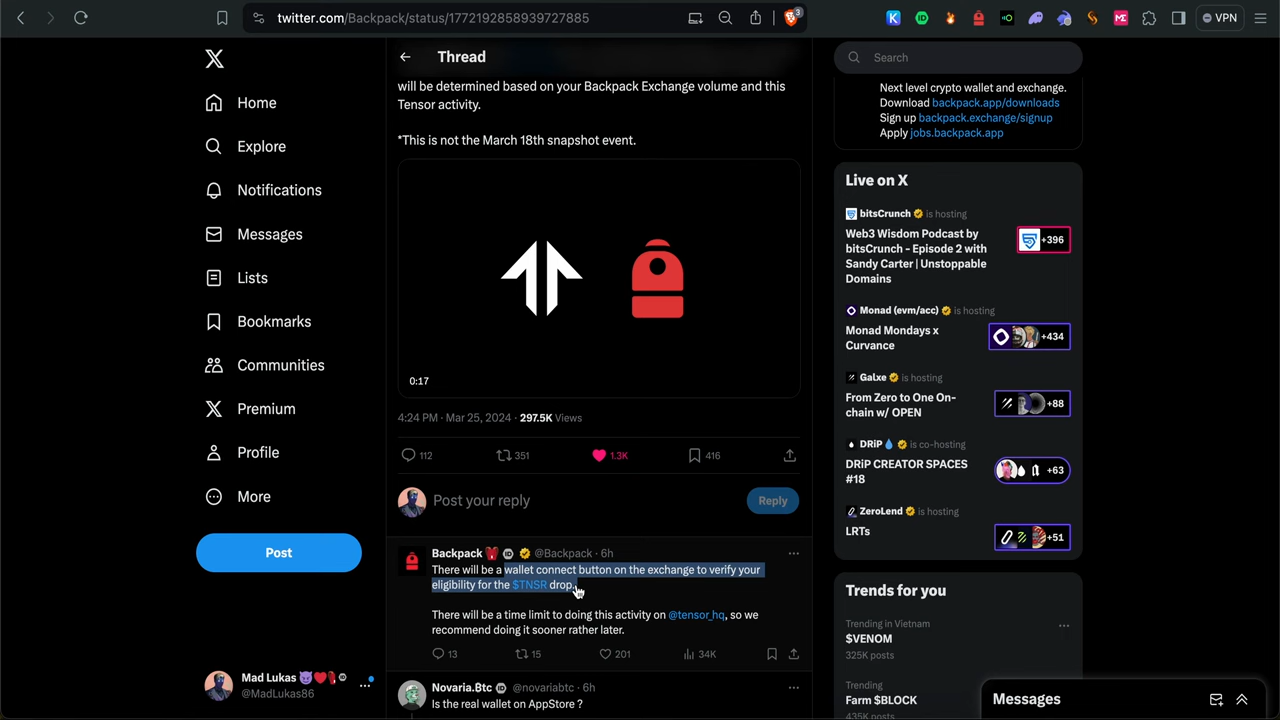 twitter.com/Backpack/status/1772192858939727885
3
VPN
Home
Explore
Notifications
Messages
Lists
Bookmarks
Communities
Premium
Profile
More
Post
Mad Lukas
@MadLukas86
Thread
will be determined based on your Backpack Exchange volume and this
Tensor activity.
*This is not the March 18th snapshot event.
0:17
4:24 PM · Mar 25, 2024 · 297.5K Views
112
351
1.3K
416
Post your reply
Reply
Backpack @Backpack · 6h
There will be a wallet connect button on the exchange to verify your
eligibility for the $TNSR drop.
There will be a time limit to doing this activity on @tensor_hq, so we
recommend doing it sooner rather later.
13
15
201
34K
Novaria.Btc @novariabtc · 6h
Is the real wallet on AppStore ?
Search
Next level crypto wallet and exchange.
Download backpack.app/downloads
Sign up backpack.exchange/signup
Apply jobs.backpack.app
Live on X
bitsCrunch is hosting
Web3 Wisdom Podcast by
bitsCrunch - Episode 2 with
Sandy Carter | Unstoppable
Domains
+396
Monad (evm/acc) is hosting
Monad Mondays x
Curvance
+434
Galxe is hosting
From Zero to One On-
chain w/ OPEN
+88
DRiP is co-hosting
DRiP CREATOR SPACES
#18
+63
ZeroLend is hosting
LRTs
+51
Trends for you
Trending in Vietnam
$VENOM
325K posts
Trending
Farm $BLOCK
435K posts
Messages